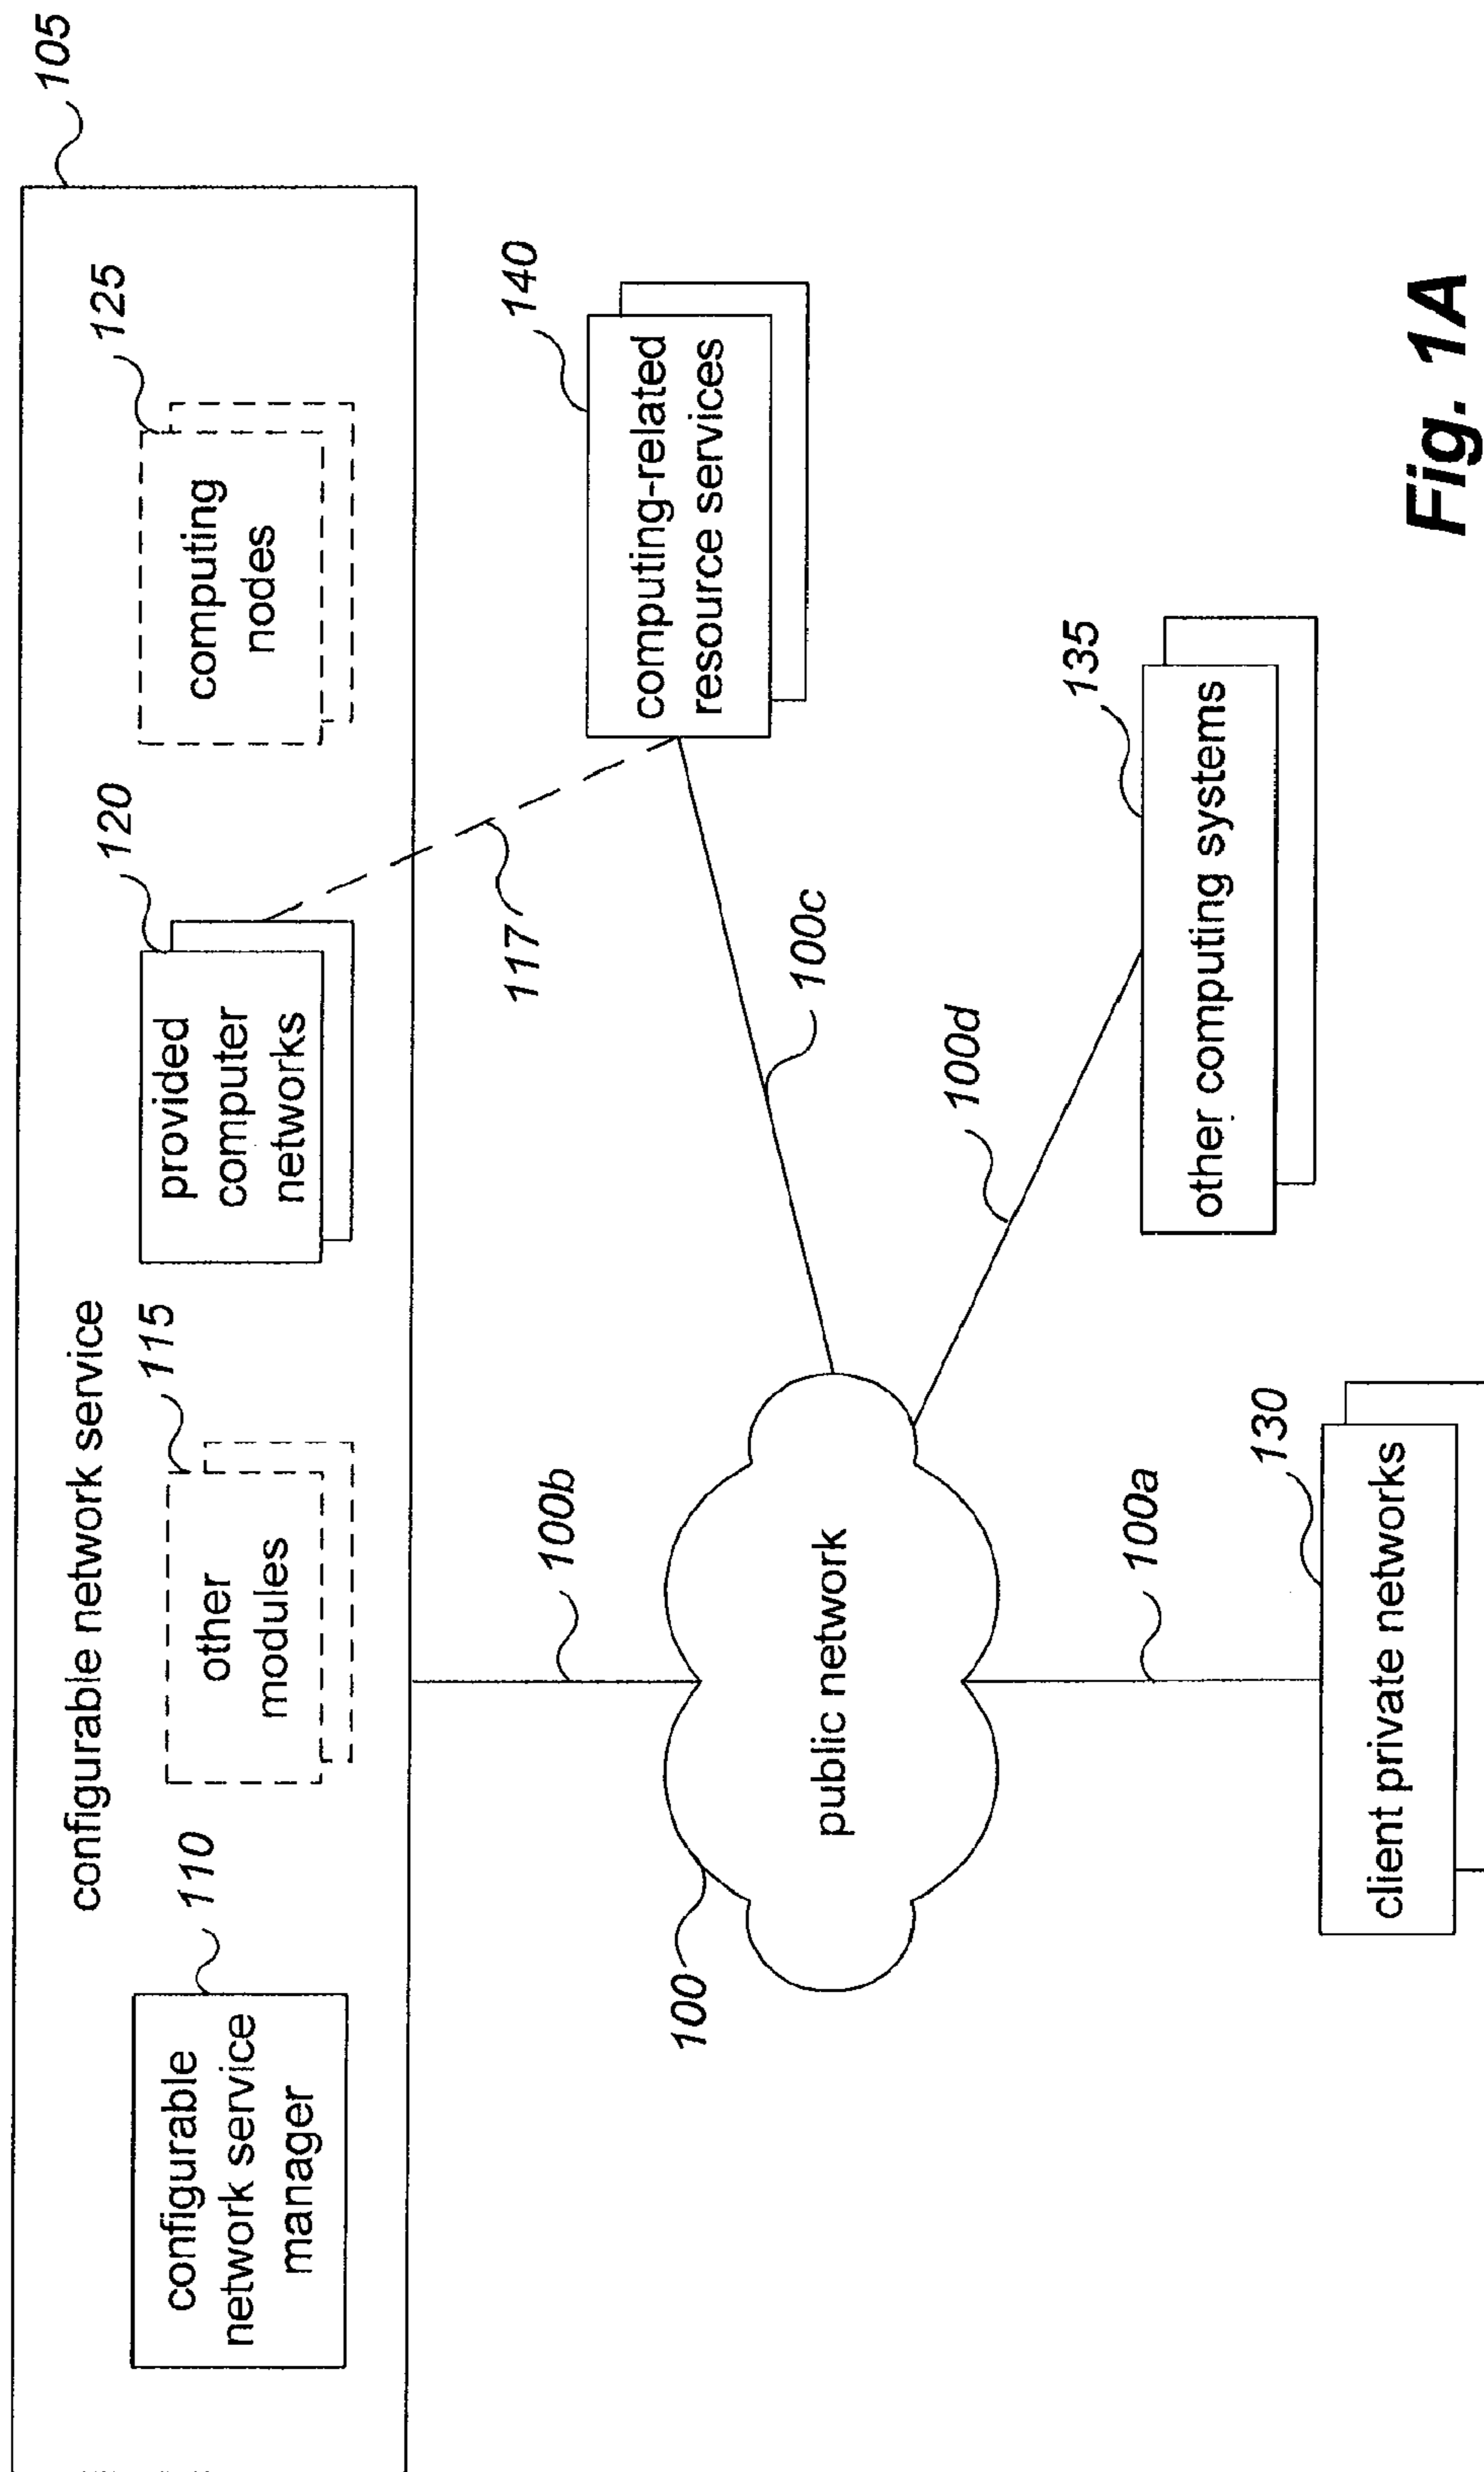 105
configurable network service
110
configurable
network service
manager
115
other
modules
120
provided
computer
networks
125
computing
nodes
117
140
computing-related
resource services
100b
100c
100
public network
100d
135
other computing systems
100a
130
client private networks
Fig. 1A